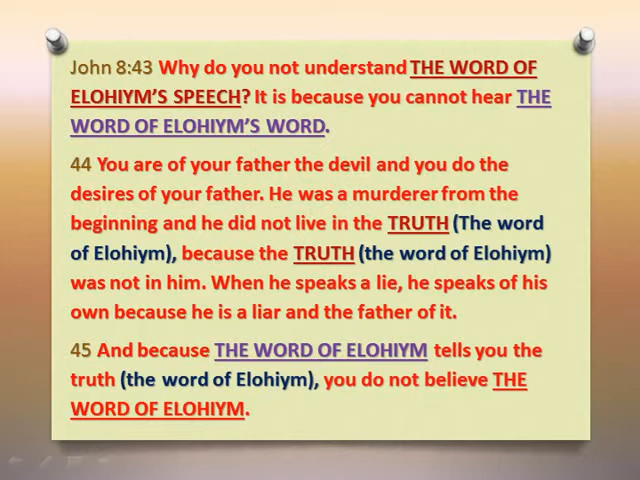 John 8:43 Why do you not understand THE WORD OF
ELOHIYM'S SPEECH? It is because you cannot hear THE
WORD OF ELOHIYM'S WORD.
44 You are of your father the devil and you do the
desires of your father. He was a murderer from the
beginning and he did not live in the TRUTH (The word
of Elohiym), because the TRUTH (the word of Elohiym)
was not in him. When he speaks a lie, he speaks of his
own because he is a liar and the father of it.
45 And because THE WORD OF ELOHIYM tells you the
truth (the word of Elohiym), you do not believe THE
WORD OF ELOHIYM.